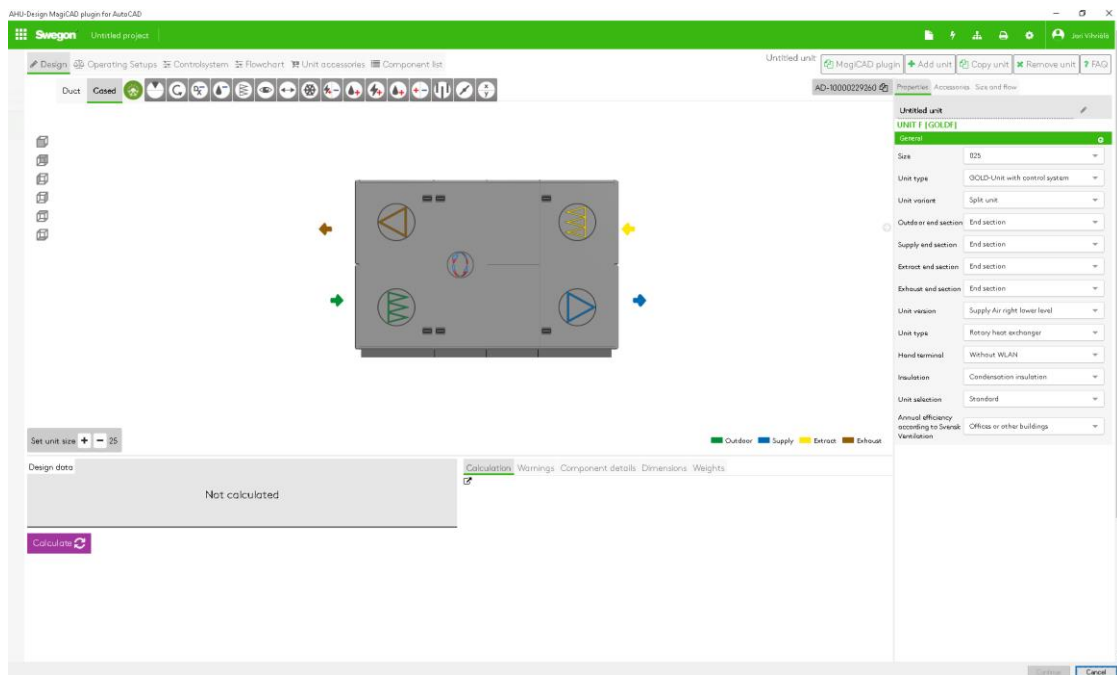 AHU-Design MagiCAD plugin for AutoCAD
Swegon Untitled project Jari Vihriälä
Design Operating Setups Controlsystem Flowchart Unit accessories Component list
Untitled unit MagiCAD plugin Add unit Copy unit Remove unit ? FAQ
Duct Cased
AD-10000229260
Properties Accessories Size and flow
Untitled unit
UNIT F [GOLDF]
General
Size 025
Unit type GOLD-Unit with control system
Unit variant Split unit
Outdoor end section End section
Supply end section End section
Extract end section End section
Exhaust end section End section
Unit version Supply Air right lower level
Unit type Rotary heat exchanger
Hand terminal Without WLAN
Insulation Condensation insulation
Unit selection Standard
Annual efficiency
according to Svensk Offices or other buildings
Ventilation
Set unit size + − 25
Outdoor Supply Extract Exhaust
Design data
Not calculated
Calculation Warnings Component details Dimensions Weights
Calculate
Continue Cancel